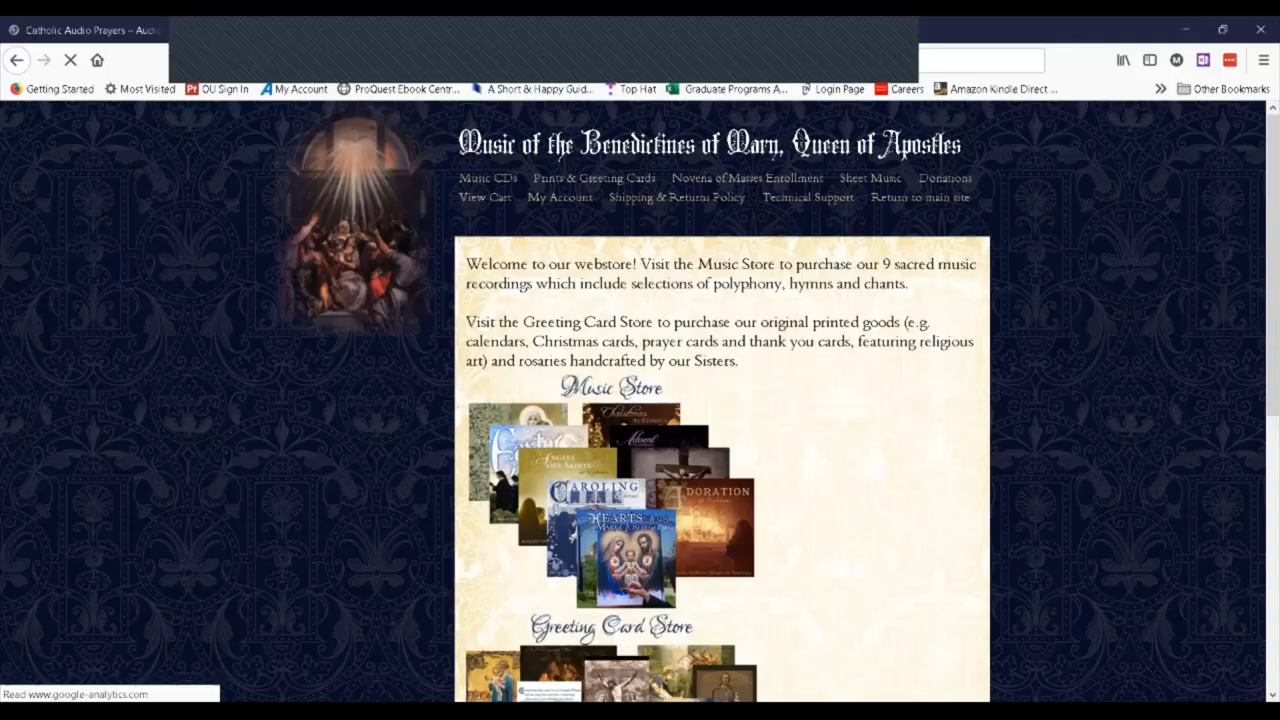 Catholic Audio Prayers – Audi
Getting Started Most Visited OU Sign In My Account ProQuest Ebook Centr... A Short & Happy Guid... Top Hat Graduate Programs A... Login Page Careers Amazon Kindle Direct ... Other Bookmarks
Music of the Benedictines of Mary, Queen of Apostles
Music CDs Prints & Greeting Cards Novena of Masses Enrollment Sheet Music Donations
View Cart My Account Shipping & Returns Policy Technical Support Return to main site
Welcome to our webstore! Visit the Music Store to purchase our 9 sacred music
recordings which include selections of polyphony, hymns and chants.
Visit the Greeting Card Store to purchase our original printed goods (e.g.
calendars, Christmas cards, prayer cards and thank you cards, featuring religious
art) and rosaries handcrafted by our Sisters.
Music Store
Christmas
Easter
Advent
ANGELS
AND SAINTS
CAROLING
ADORATION
HEARTS
Greeting Card Store
Read www.google-analytics.com